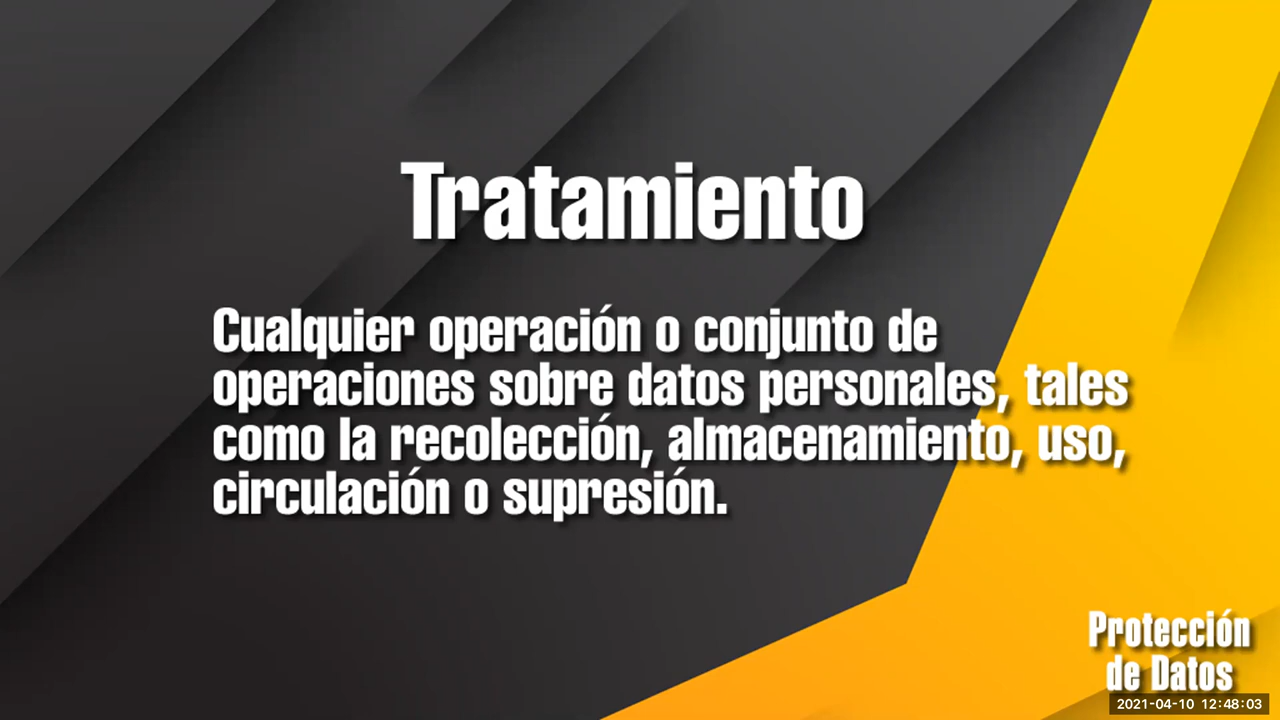 Tratamiento
Cualquier operación o conjunto de
operaciones sobre datos personales, tales
como la recolección, almacenamiento, uso,
circulación o supresión.
Protección
de Datos
2021-04-10 12:48:03